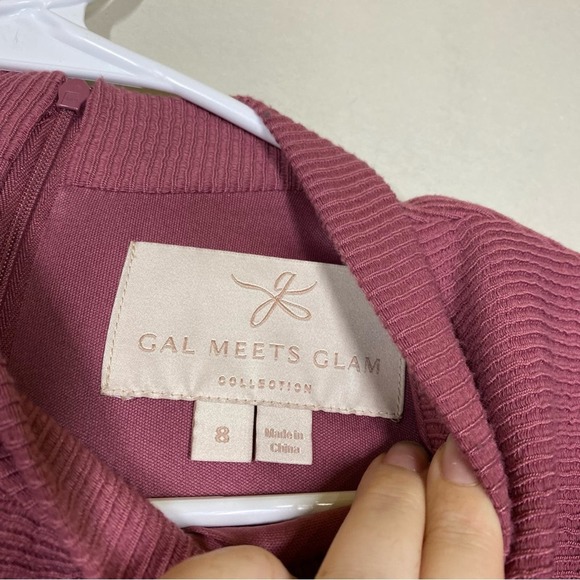 GAL MEETS GLAM
COLLECTION
8
Made in
China